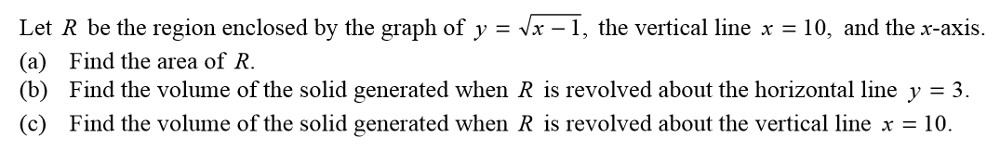 Let R be the region enclosed by the graph of y = √(x − 1), the vertical line x = 10, and the x-axis.
(a) Find the area of R.
(b) Find the volume of the solid generated when R is revolved about the horizontal line y = 3.
(c) Find the volume of the solid generated when R is revolved about the vertical line x = 10.